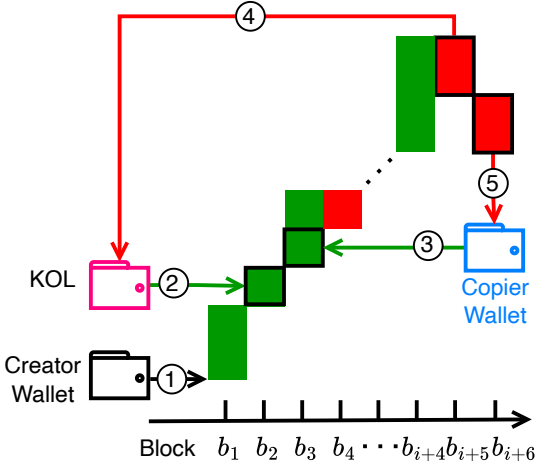 ④
⑤
③
KOL
②
Copier
Wallet
Creator
Wallet
①
Block b₁ b₂ b₃ b₄ ··· bᵢ₊₄ bᵢ₊₅ bᵢ₊₆